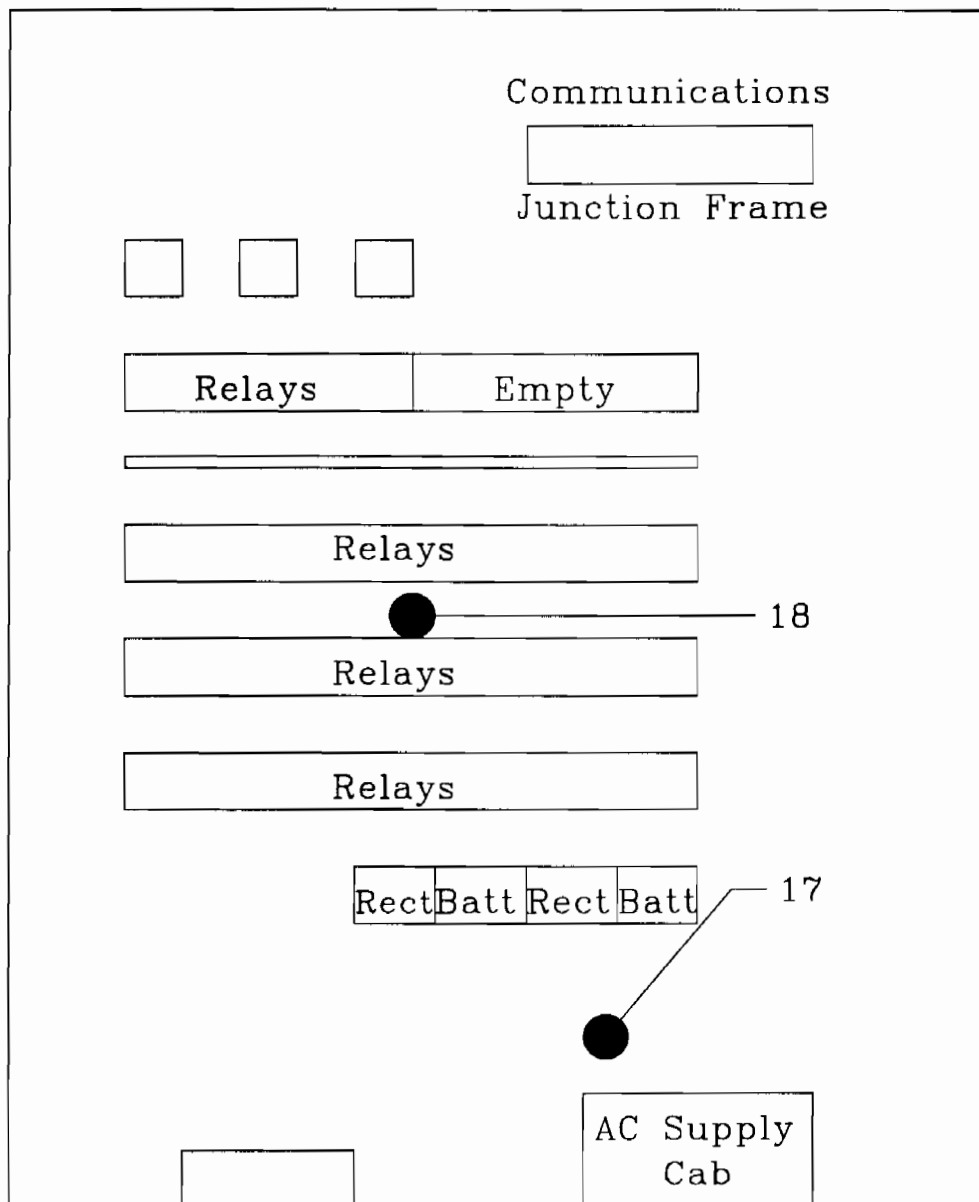 Communications
Junction Frame
Relays Empty
Relays
18
Relays
Relays
Rect Batt Rect Batt
17
AC Supply
Cab